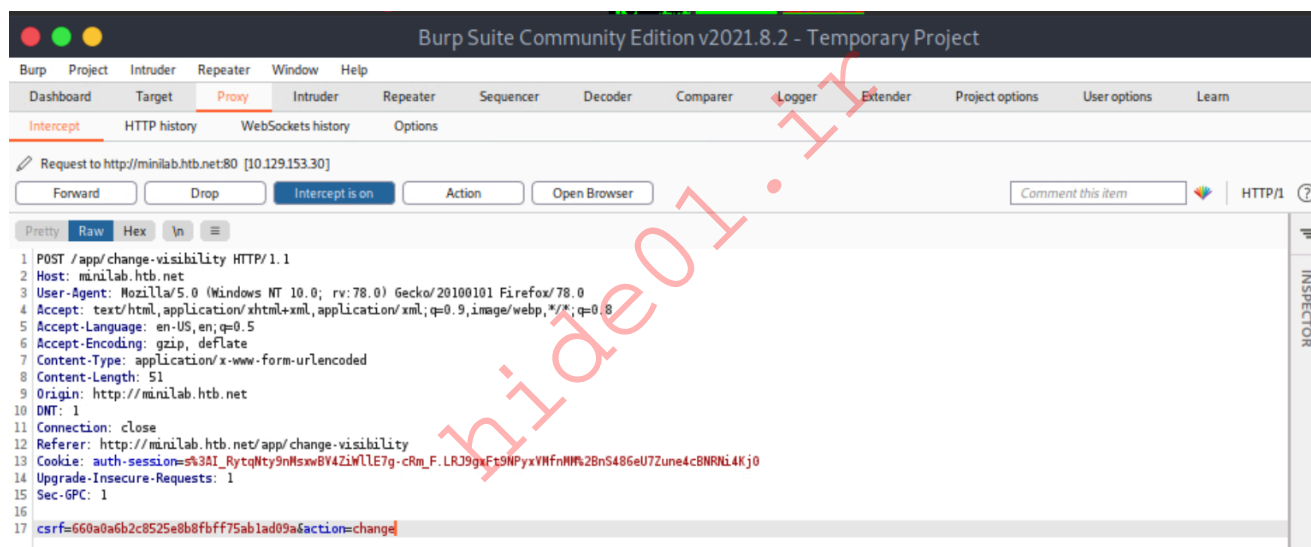 Burp Suite Community Edition v2021.8.2 - Temporary Project
Burp Project Intruder Repeater Window Help
Dashboard Target Proxy Intruder Repeater Sequencer Decoder Comparer Logger Extender Project options User options Learn
Intercept HTTP history WebSockets history Options
Request to http://minilab.htb.net:80 [10.129.153.30]
Forward Drop Intercept is on Action Open Browser Comment this item HTTP/1 ?
Pretty Raw Hex \n
1 POST /app/change-visibility HTTP/1.1
2 Host: minilab.htb.net
3 User-Agent: Mozilla/5.0 (Windows NT 10.0; rv:78.0) Gecko/20100101 Firefox/78.0
4 Accept: text/html,application/xhtml+xml,application/xml;q=0.9,image/webp,*/*;q=0.8
5 Accept-Language: en-US,en;q=0.5
6 Accept-Encoding: gzip, deflate
7 Content-Type: application/x-www-form-urlencoded
8 Content-Length: 51
9 Origin: http://minilab.htb.net
10 DNT: 1
11 Connection: close
12 Referer: http://minilab.htb.net/app/change-visibility
13 Cookie: auth-session=s%3AI_RytqNty9nMsxwBV4ZiWllE7g-cRm_F.LRJ9gxFt9NPyxVMfnMM%2BnS486eU7Zune4cBNRNi4Kj0
14 Upgrade-Insecure-Requests: 1
15 Sec-GPC: 1
16
17 csrf=660a0a6b2c8525e8b8fbff75ab1ad09a&action=change
INSPECTOR
hide01.ir